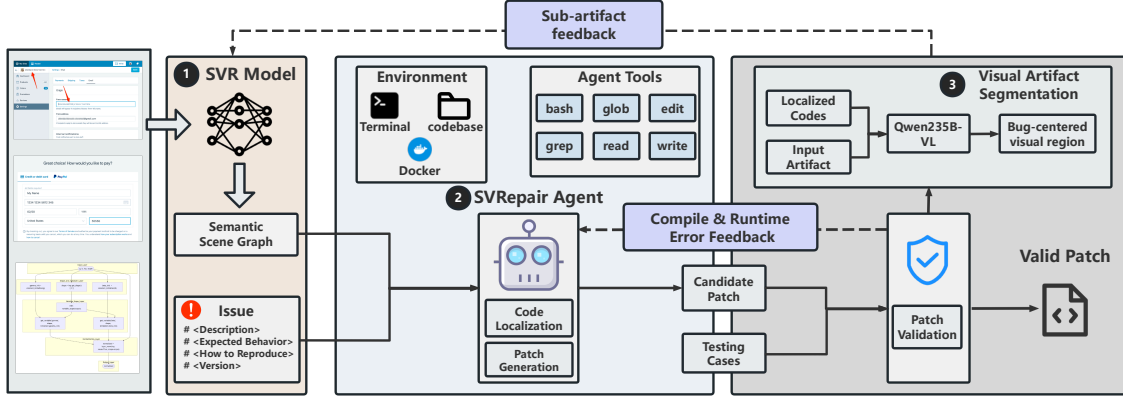 Sub-artifact
feedback
1 SVR Model
Semantic
Scene Graph
Issue
# <Description>
# <Expected Behavior>
# <How to Reproduce>
# <Version>
Environment
Terminal
codebase
Docker
Agent Tools
bash
glob
edit
grep
read
write
2 SVRepair Agent
Code
Localization
Patch
Generation
Compile & Runtime
Error Feedback
Candidate
Patch
Testing
Cases
3 Visual Artifact
Segmentation
Localized
Codes
Input
Artifact
Qwen235B-
VL
Bug-centered
visual region
Patch
Validation
Valid Patch
Great choice! How would you like to pay?